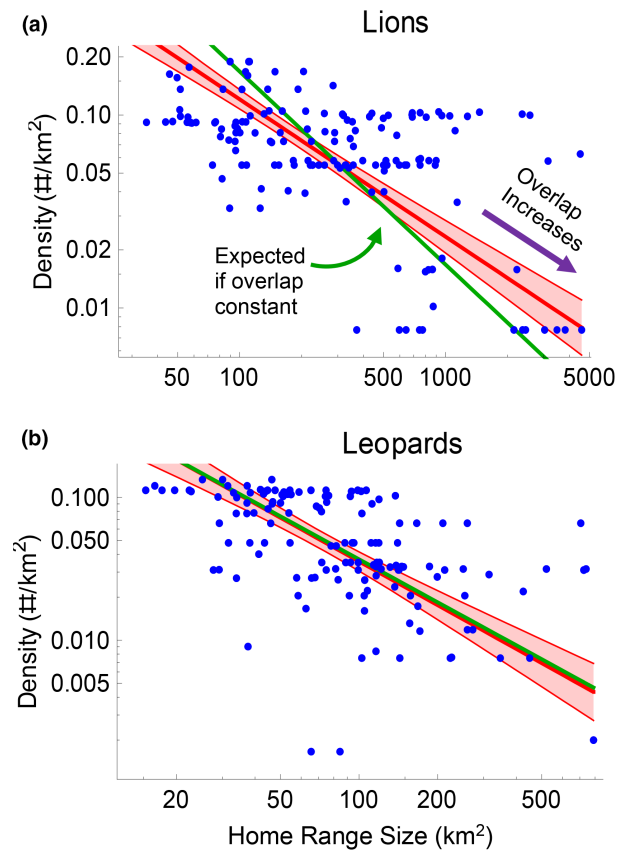 (a)
Lions
Density (#/km²)
0.20
0.10
0.05
0.02
0.01
Overlap
Increases
Expected
if overlap
constant
50
100
500
1000
5000
(b)
Leopards
Density (#/km²)
0.100
0.050
0.010
0.005
20
50
100
200
500
Home Range Size (km²)